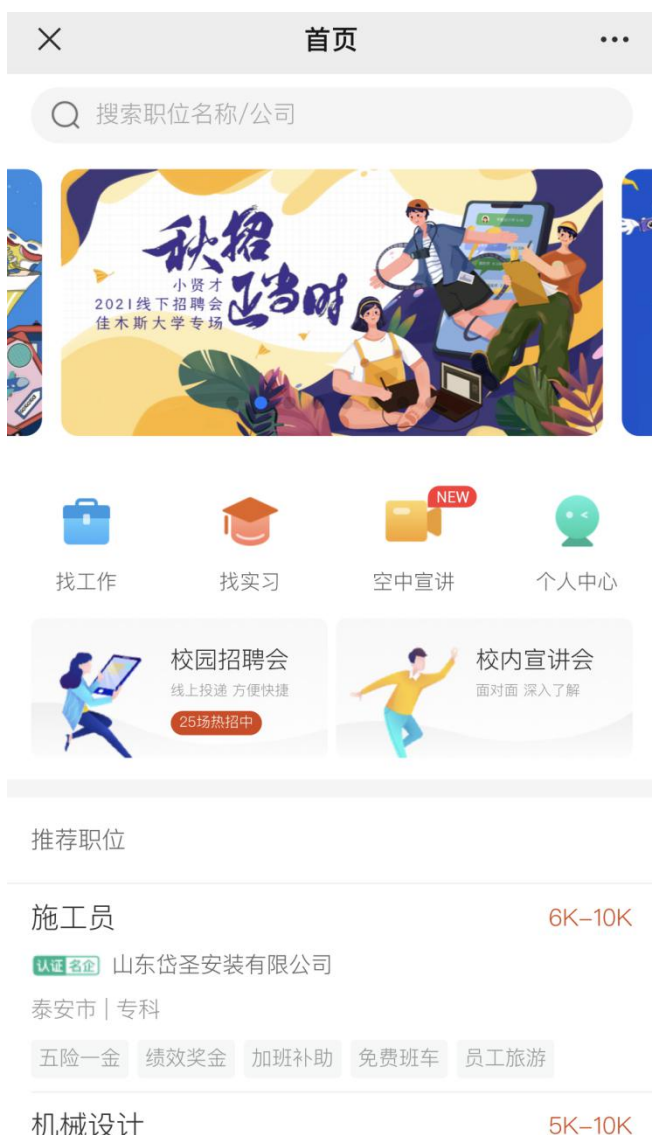 首页
搜索职位名称/公司
秋招
正当时
小贤才
2021线下招聘会
佳木斯大学专场
NEW
找工作
找实习
空中宣讲
个人中心
校园招聘会
线上投递 方便快捷
25场热招中
校内宣讲会
面对面 深入了解
推荐职位
施工员
6K-10K
认证 名企 山东岱圣安装有限公司
泰安市 | 专科
五险一金 绩效奖金 加班补助 免费班车 员工旅游
机械设计
5K-10K